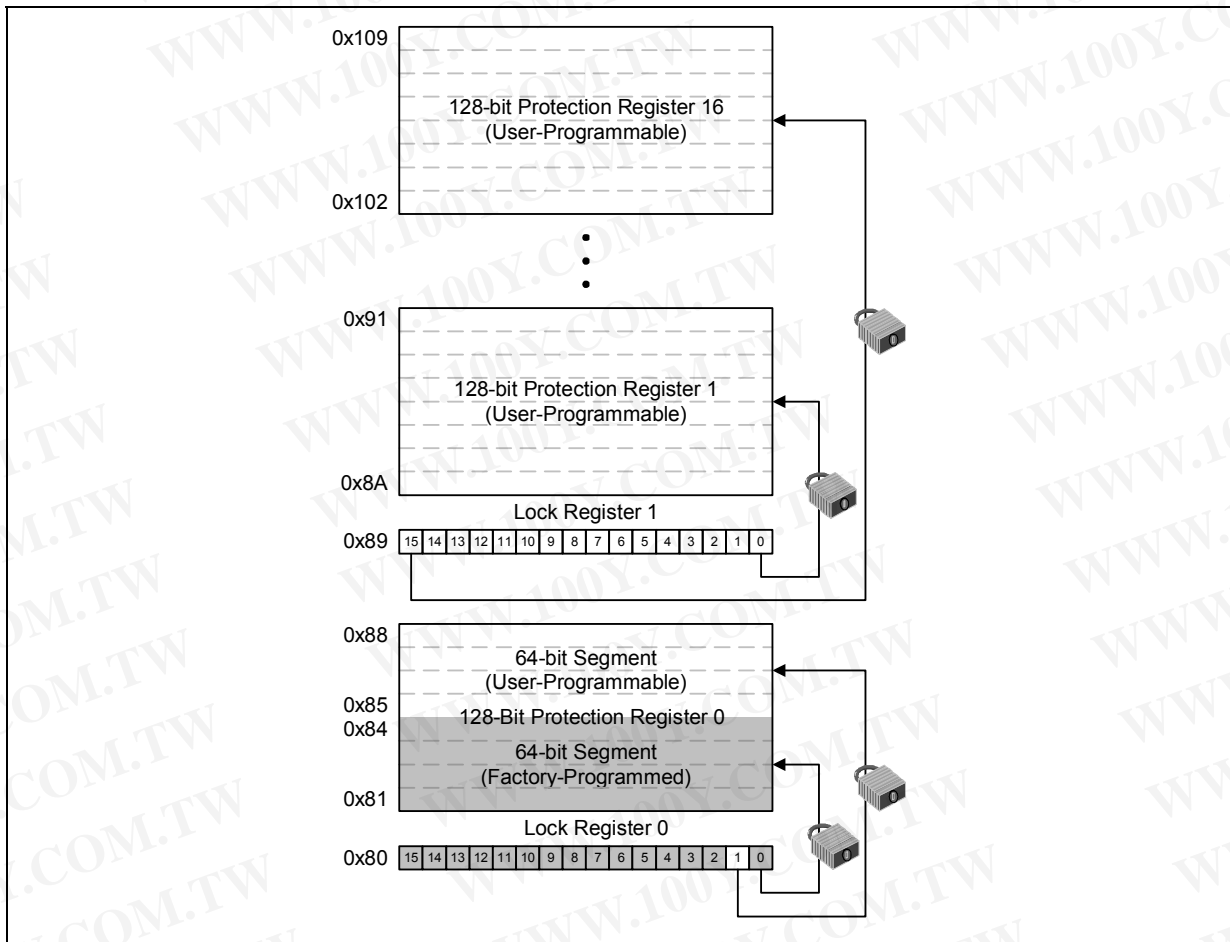 0x109
128-bit Protection Register 16
(User-Programmable)
0x102
0x91
128-bit Protection Register 1
(User-Programmable)
0x8A
Lock Register 1
0x89
15 14 13 12 11 10 9 8 7 6 5 4 3 2 1 0
0x88
64-bit Segment
(User-Programmable)
0x85
128-Bit Protection Register 0
0x84
64-bit Segment
(Factory-Programmed)
0x81
Lock Register 0
0x80
15 14 13 12 11 10 9 8 7 6 5 4 3 2 1 0
WWW.100Y.COM.TW